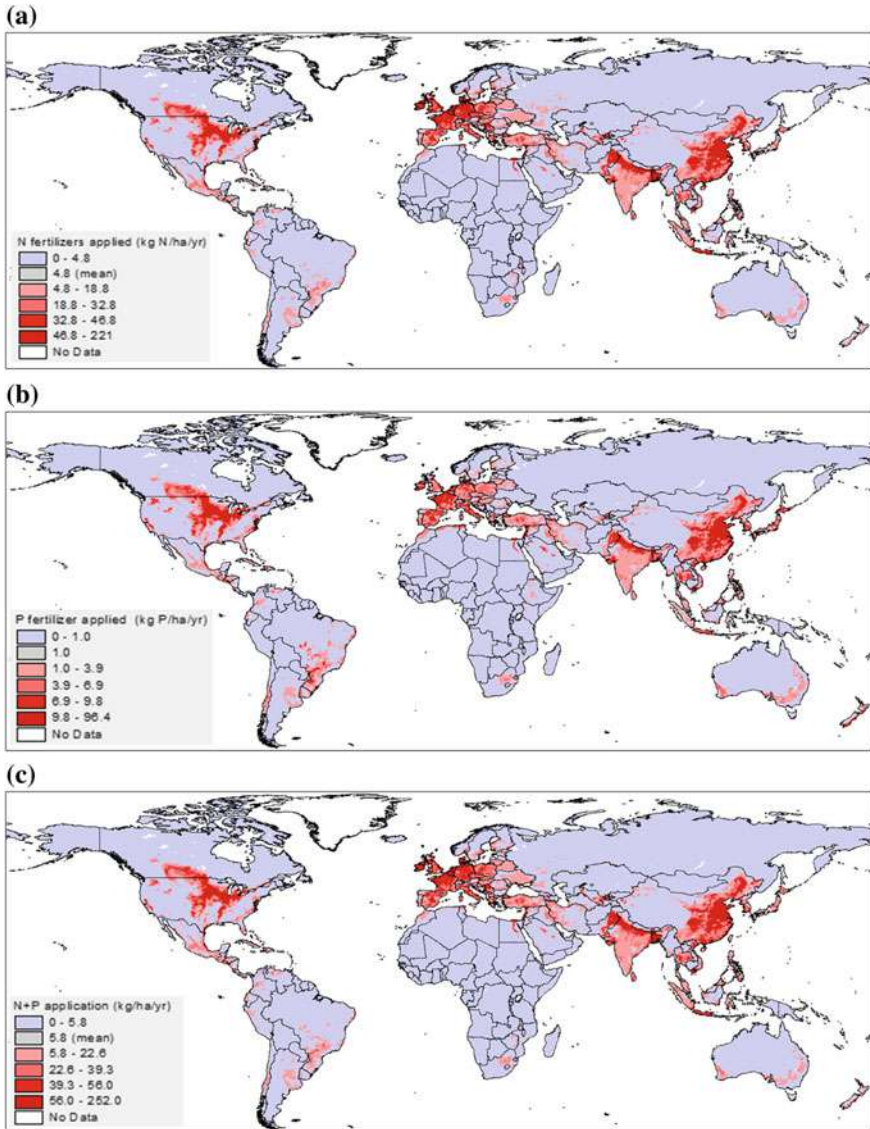 (a)
N fertilizers applied (kg N/ha/yr)
0 - 4.8
4.8 (mean)
4.8 - 18.8
18.8 - 32.8
32.8 - 46.8
46.8 - 221
No Data
(b)
P fertilizer applied (kg P/ha/yr)
0 - 1.0
1.0
1.0 - 3.9
3.9 - 6.9
6.9 - 9.8
9.8 - 96.4
No Data
(c)
N+P application (kg/ha/yr)
0 - 5.8
5.8 (mean)
5.8 - 22.6
22.6 - 39.3
39.3 - 56.0
56.0 - 252.0
No Data